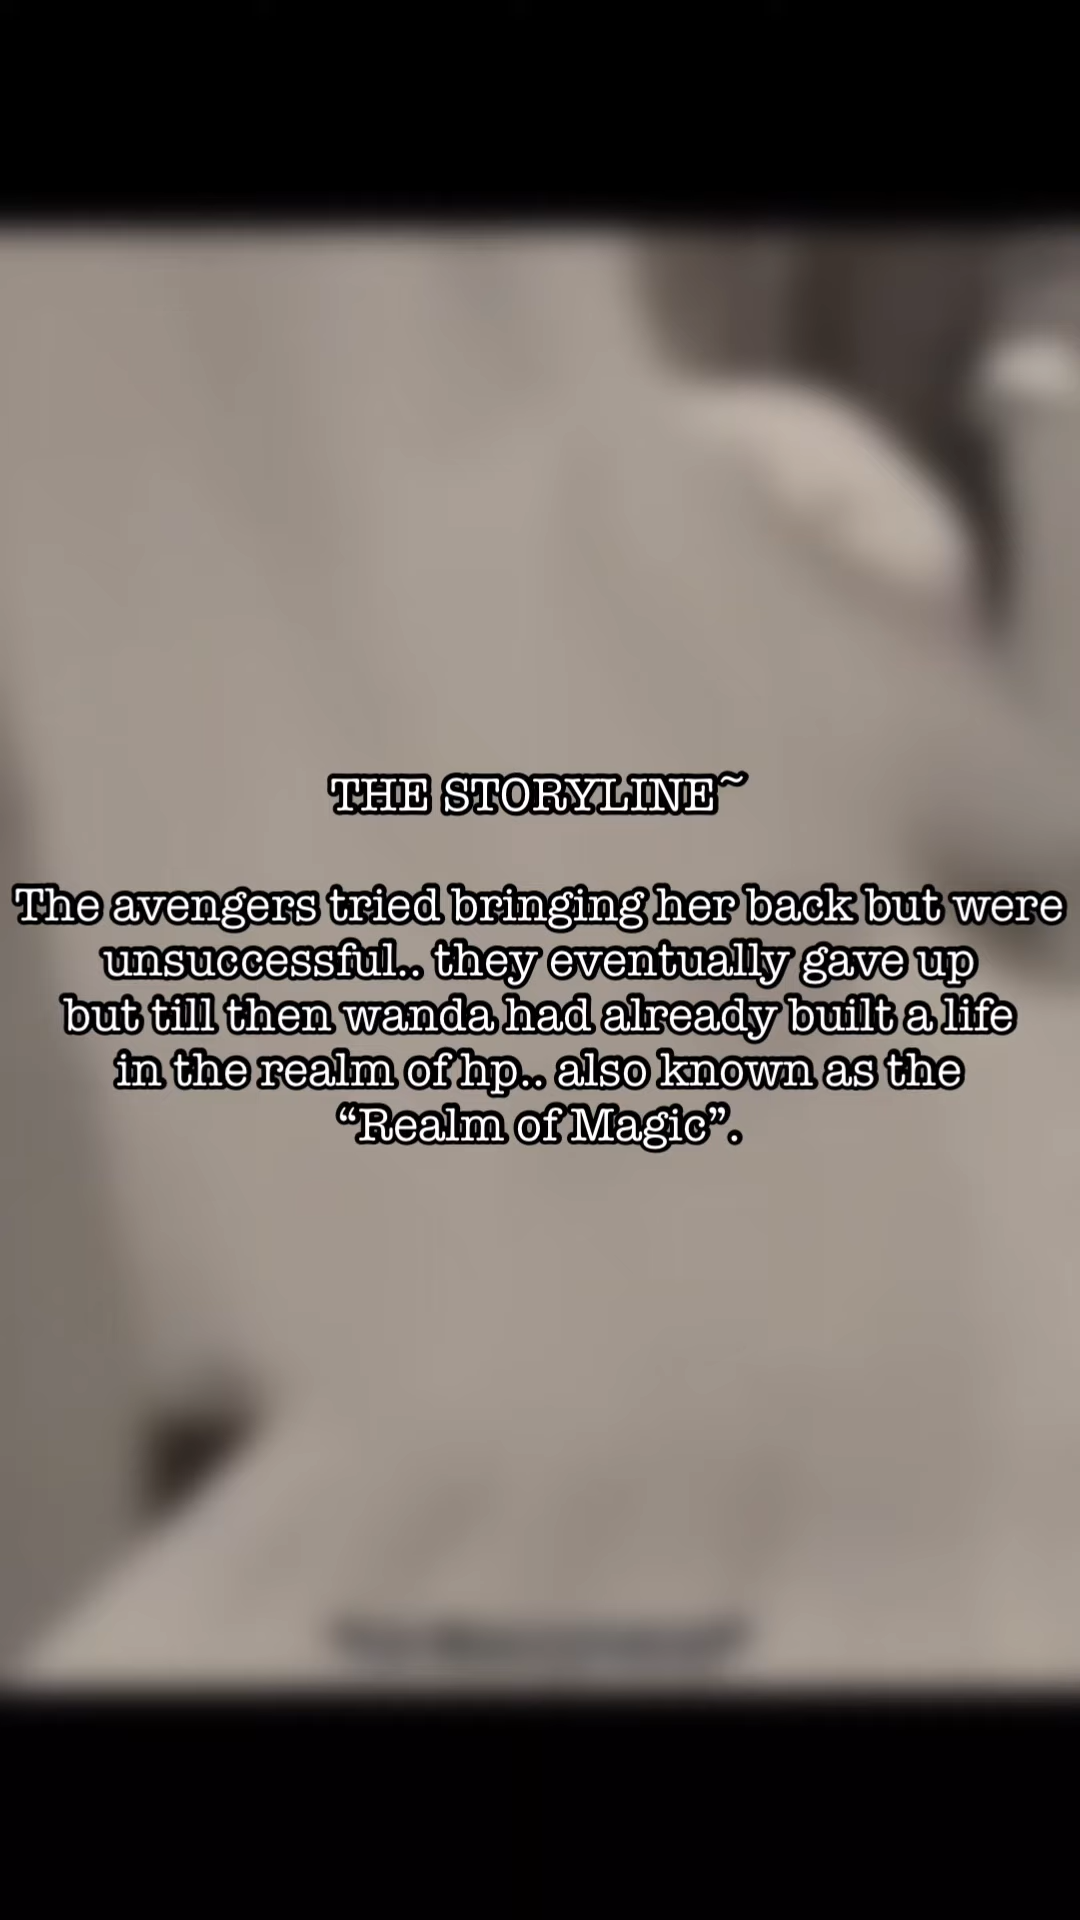 THE STORYLINE~
The avengers tried bringing her back but were
unsuccessful.. they eventually gave up
but till then wanda had already built a life
in the realm of hp.. also known as the
“Realm of Magic”.